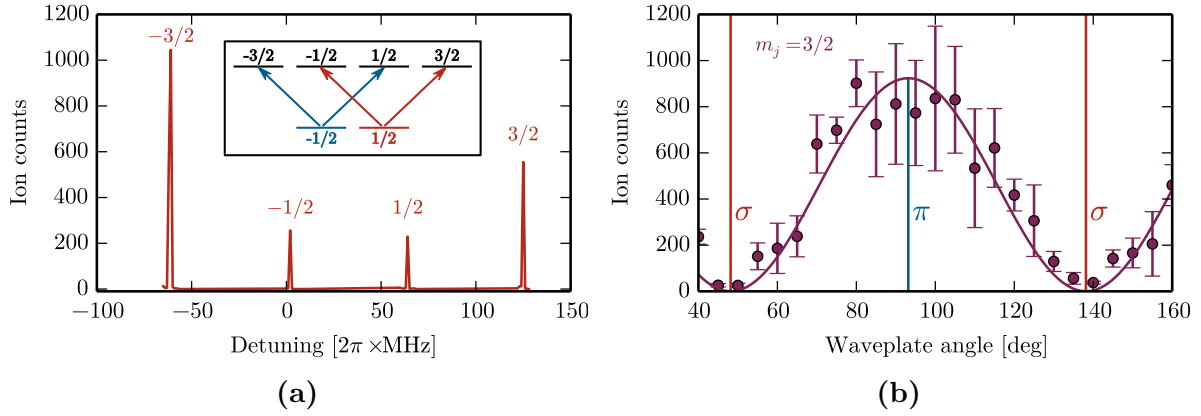 1200
1000
800
600
400
200
0
Ion counts
−3/2
−1/2
1/2
3/2
-3/2 -1/2 1/2 3/2
-1/2 1/2
−100 −50 0 50 100 150
Detuning [2π ×MHz]
(a)
1200
1000
800
600
400
200
0
Ion counts
m_j =3/2
σ
π
σ
40 60 80 100 120 140 160
Waveplate angle [deg]
(b)